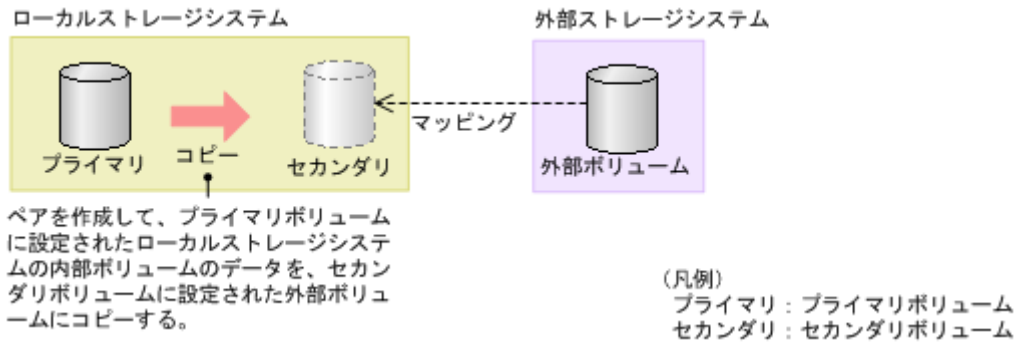 ローカルストレージシステム
外部ストレージシステム
プライマリ
コピー
セカンダリ
マッピング
外部ボリューム
ペアを作成して、プライマリボリューム
に設定されたローカルストレージシステ
ムの内部ボリュームのデータを、セカン
ダリボリュームに設定された外部ボリュ
ームにコピーする。
(凡例)
プライマリ：プライマリボリューム
セカンダリ：セカンダリボリューム